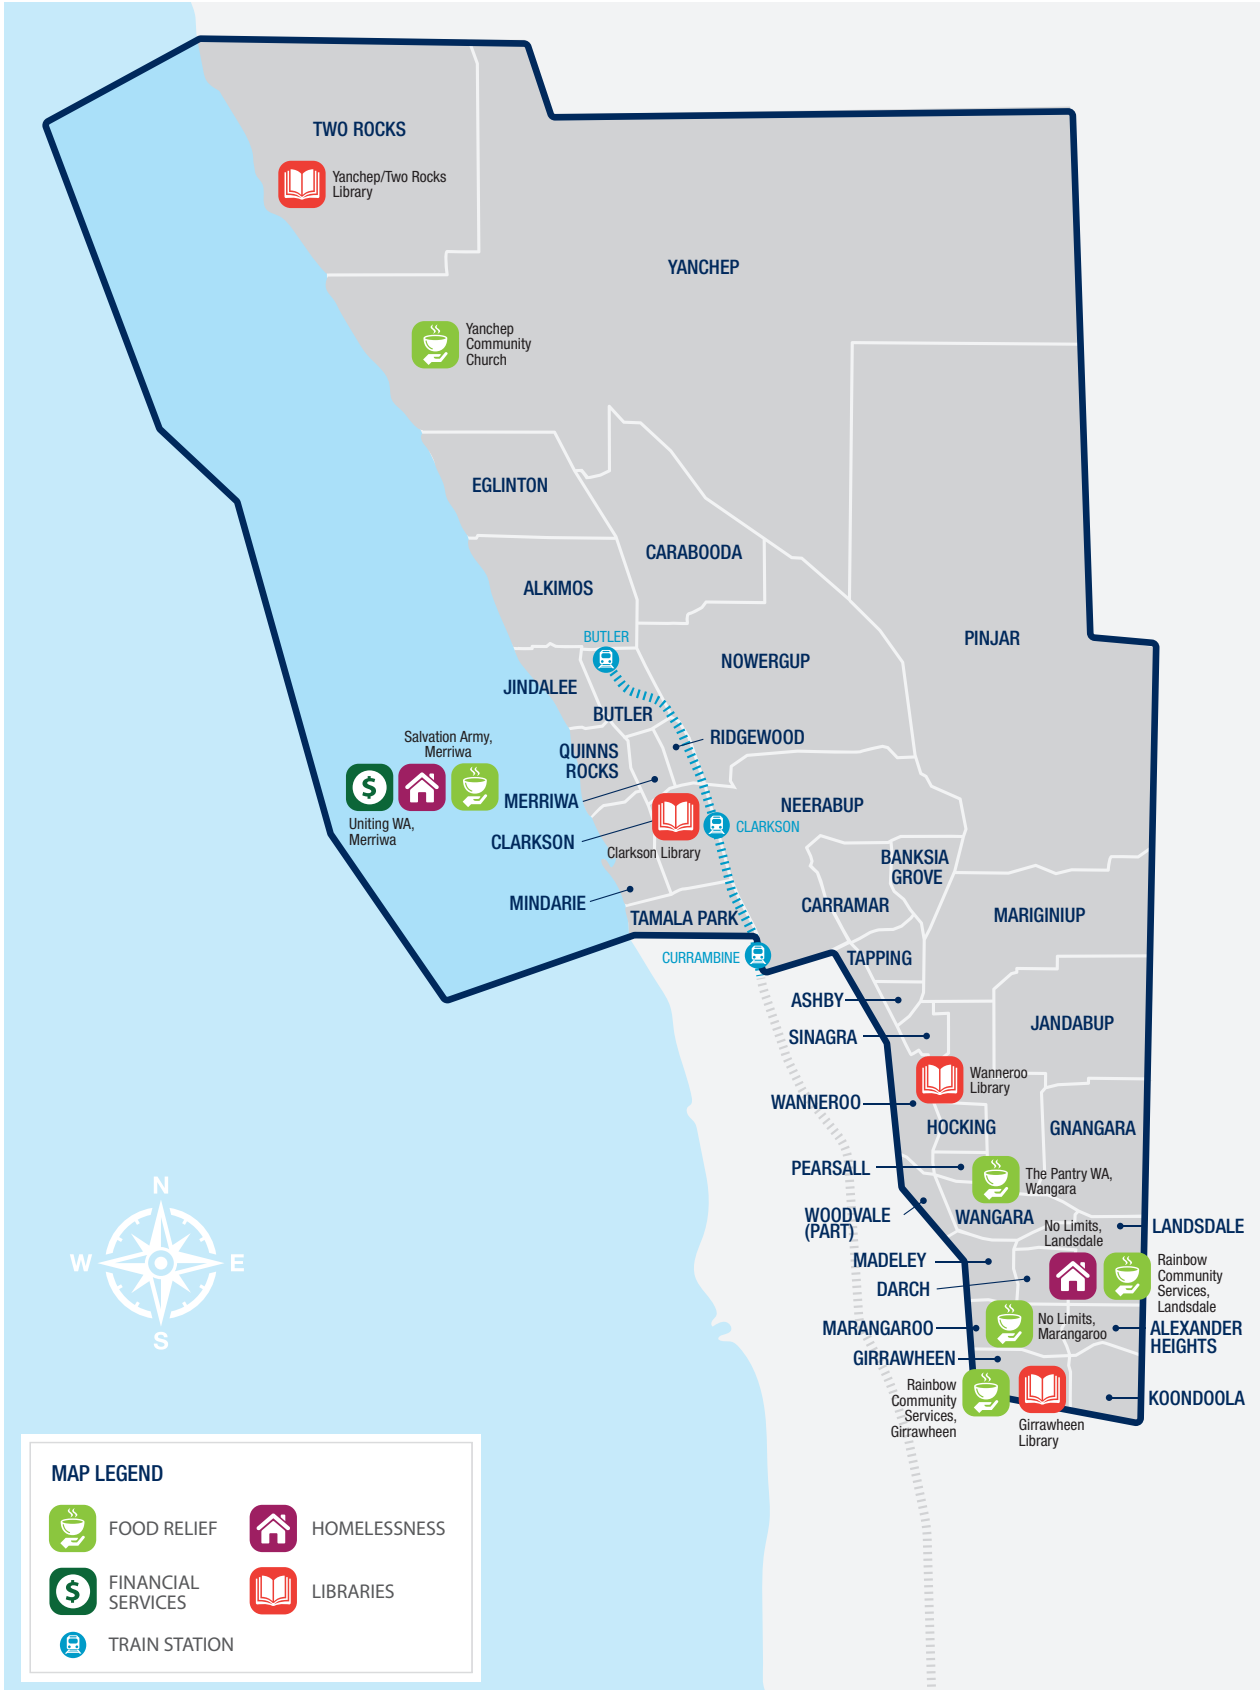 TWO ROCKS
Yanchep/Two Rocks
Library
YANCHEP
Yanchep
Community
Church
EGLINTON
CARABOODA
ALKIMOS
BUTLER
PINJAR
NOWERGUP
JINDALEE
BUTLER
RIDGEWOOD
Salvation Army,
Merriwa
QUINNS
ROCKS
$
MERRIWA
NEERABUP
Uniting WA,
Merriwa
CLARKSON
CLARKSON
Clarkson Library
BANKSIA
GROVE
MINDARIE
CARRAMAR
TAMALA PARK
MARIGINIUP
CURRAMBINE
TAPPING
ASHBY
JANDABUP
SINAGRA
Wanneroo
Library
WANNEROO
HOCKING
GNANGARA
PEARSALL
The Pantry WA,
Wangara
WOODVALE
(PART)
WANGARA
No Limits,
Landsdale
LANDSDALE
MADELEY
DARCH
Rainbow
Community
Services,
Landsdale
MARANGAROO
No Limits,
Marangaroo
ALEXANDER
HEIGHTS
GIRRAWHEEN
Rainbow
Community
Services,
Girrawheen
KOONDOOLA
Girrawheen
Library
N
W
E
S
MAP LEGEND
FOOD RELIEF
HOMELESSNESS
$
FINANCIAL
SERVICES
LIBRARIES
TRAIN STATION